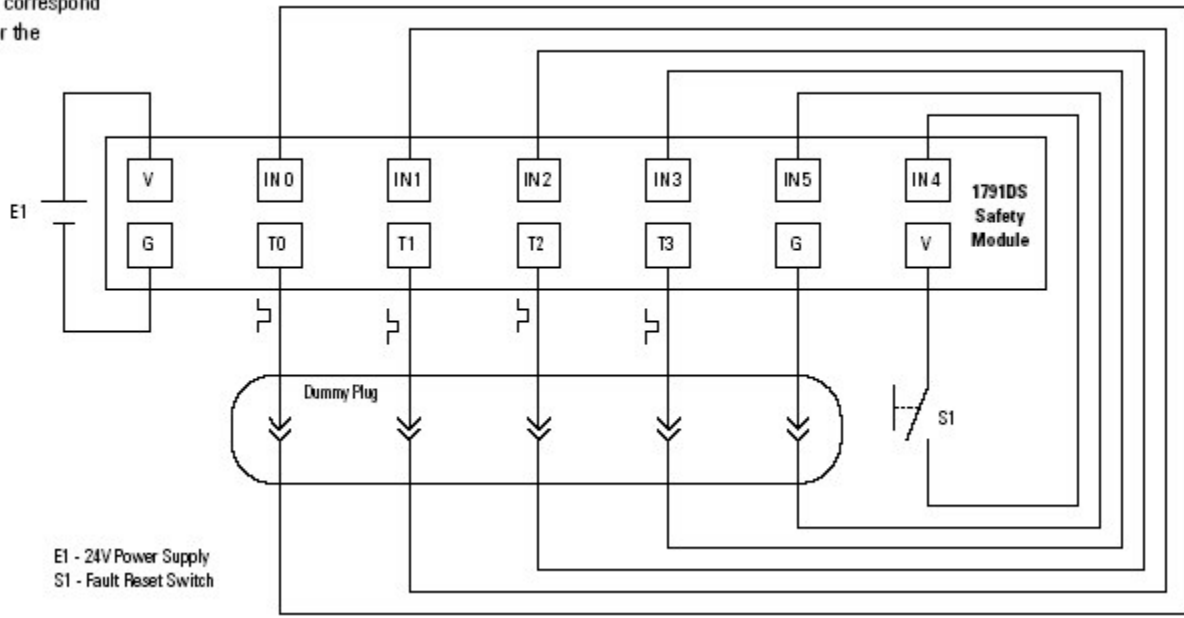 correspond
r the
E1
V
IN 0
IN1
IN2
IN3
IN5
IN4
1791DS
Safety
Module
G
T0
T1
T2
T3
G
V
Dummy Plug
S1
E1 - 24V Power Supply
S1 - Fault Reset Switch